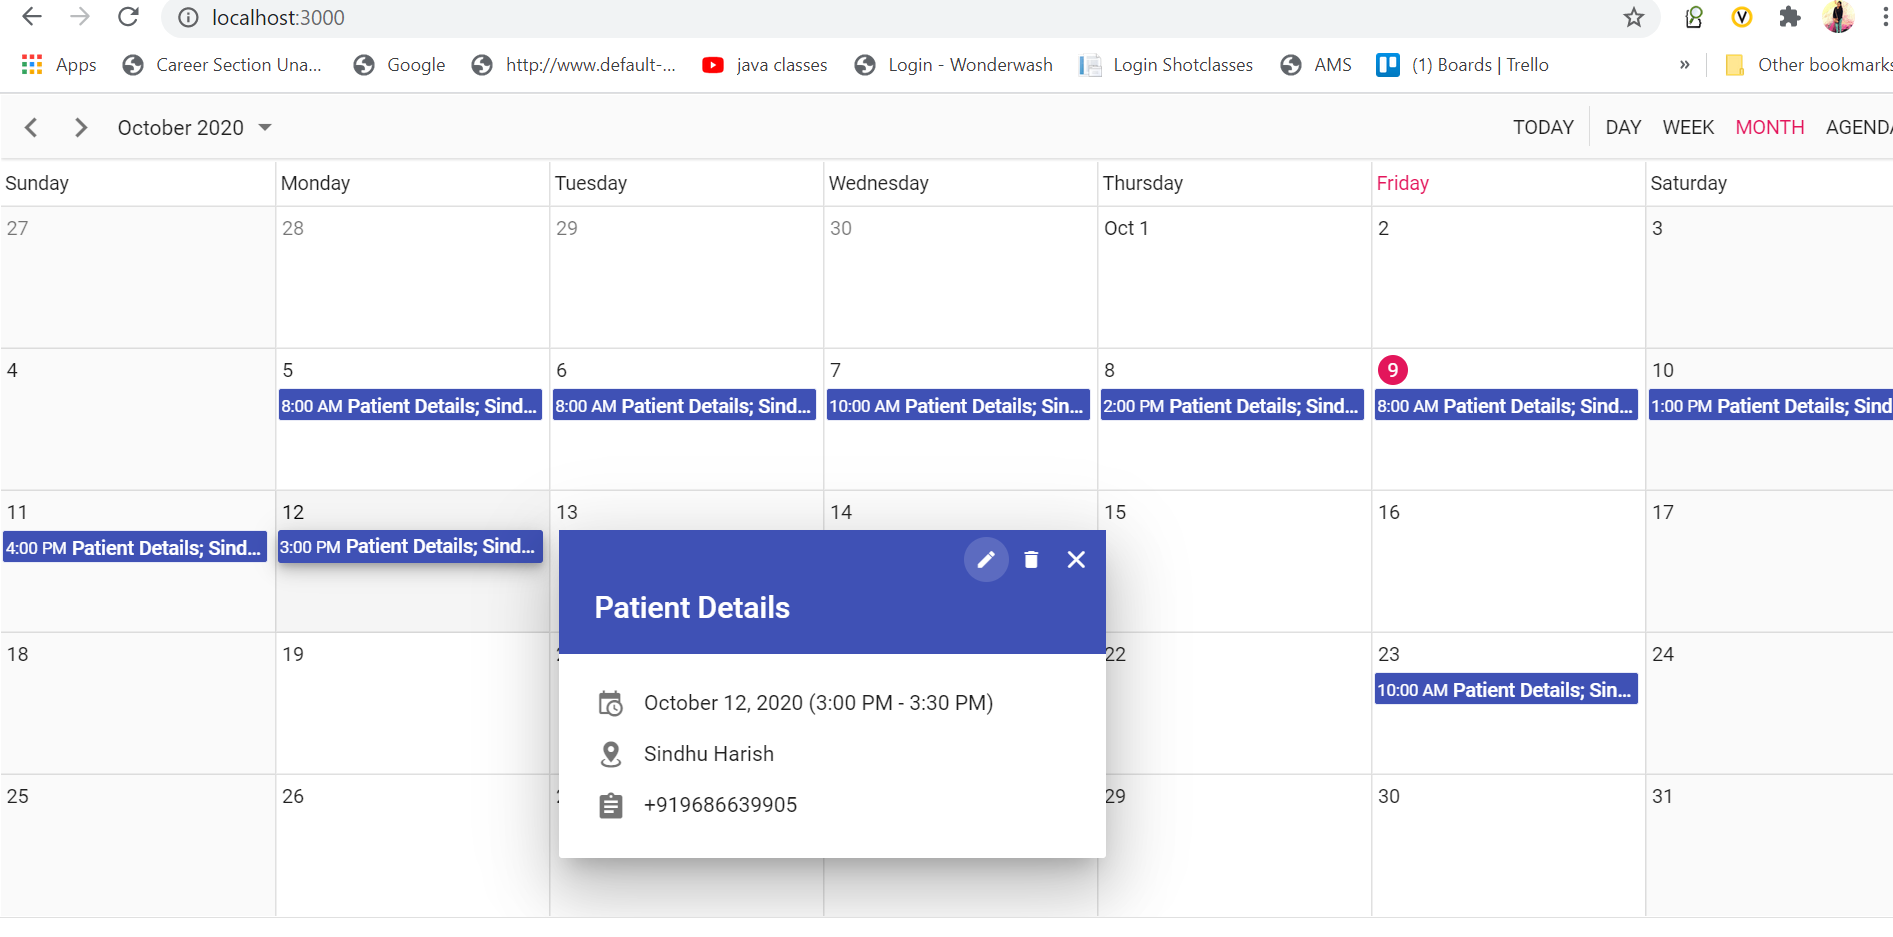 localhost:3000
Apps Career Section Una... Google http://www.default-... java classes Login - Wonderwash Login Shotclasses AMS (1) Boards | Trello » Other bookmarks
October 2020 TODAY DAY WEEK MONTH AGENDA
Sunday Monday Tuesday Wednesday Thursday Friday Saturday
27 28 29 30 Oct 1 2 3
4 5 6 7 8 9 10
8:00 AM Patient Details; Sind... 8:00 AM Patient Details; Sind... 10:00 AM Patient Details; Sin... 2:00 PM Patient Details; Sind... 8:00 AM Patient Details; Sind... 1:00 PM Patient Details; Sind
11 12 13 14 15 16 17
4:00 PM Patient Details; Sind... 3:00 PM Patient Details; Sind...
Patient Details
October 12, 2020 (3:00 PM - 3:30 PM)
Sindhu Harish
+919686639905
18 19 22 23 24
10:00 AM Patient Details; Sin...
25 26 29 30 31